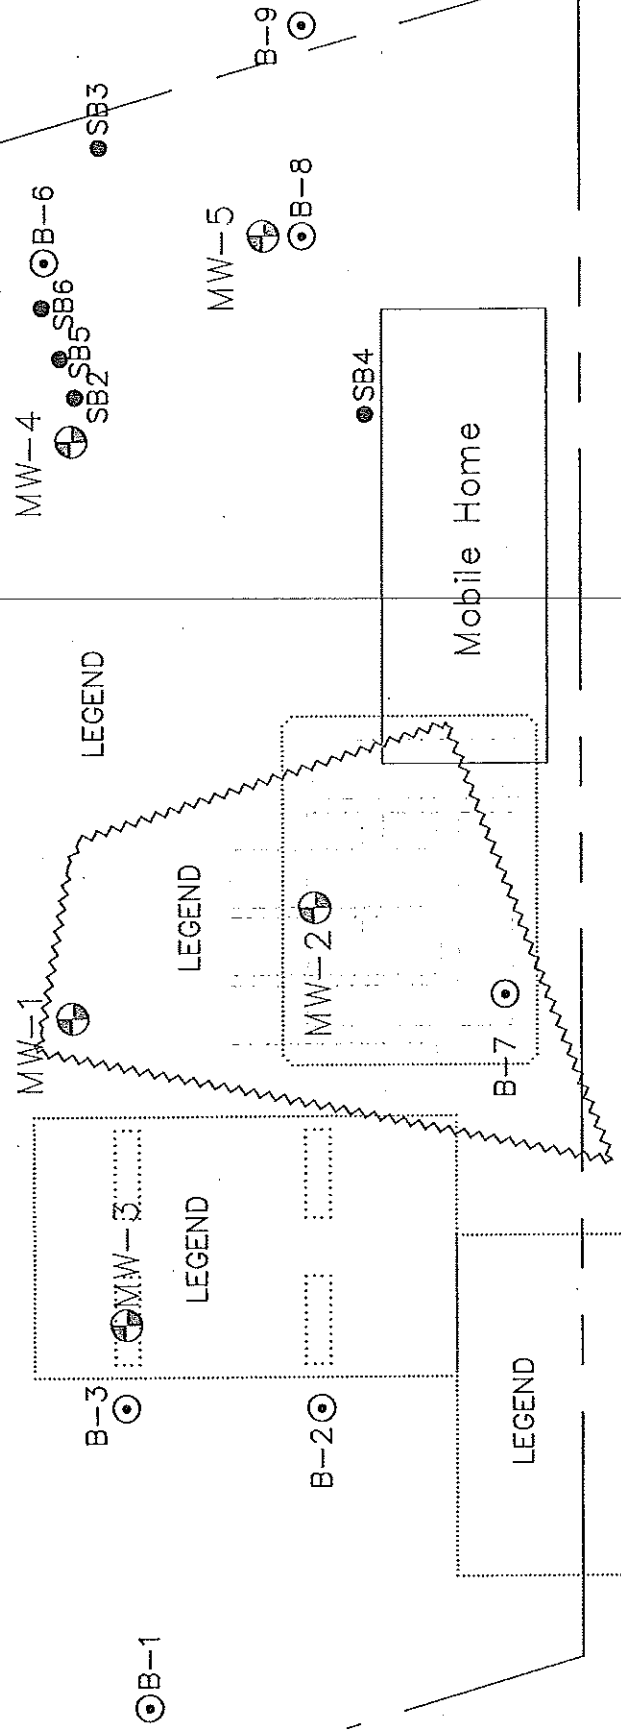 B-9
SB3
B-6
SB6
SB5
SB2
MW-4
MW-5
B-8
SB4
Mobile Home
LEGEND
LEGEND
MW-1
MW-2
B-7
LEGEND
MW-3
B-3
B-2
LEGEND
B-1